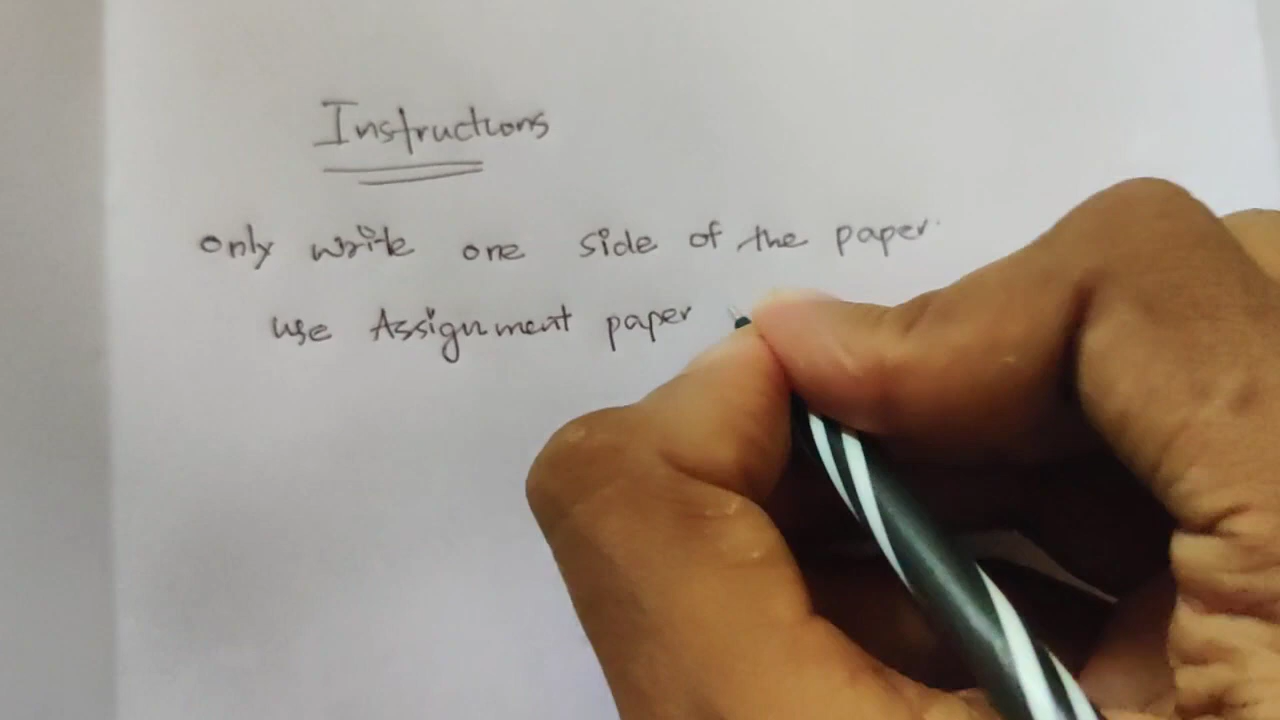 Instructions
only write one side of the paper.
use Assignment paper